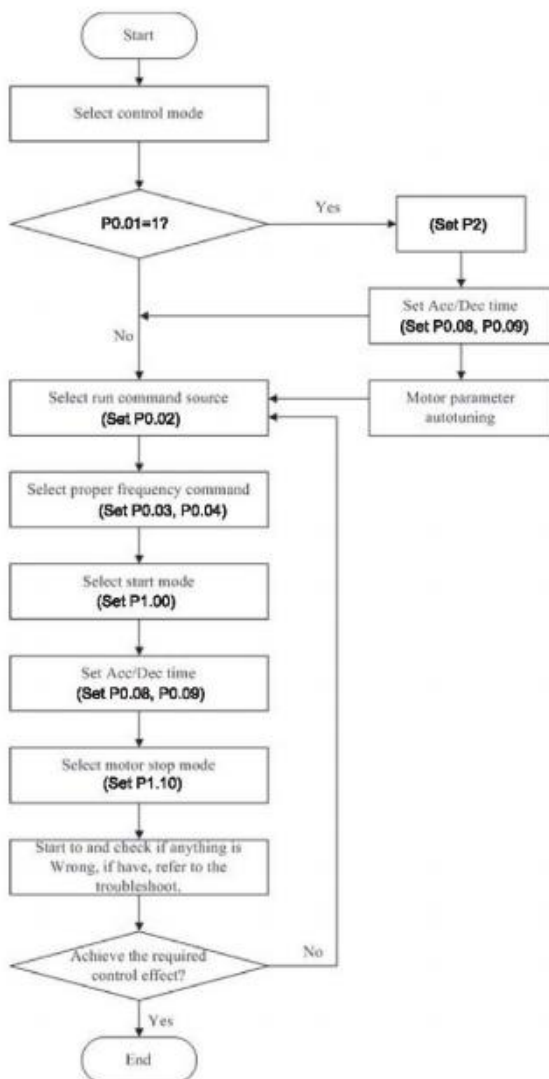 Start
Select control mode
P0.01=1?
Yes
(Set P2)
Set Acc/Dec time
(Set P0.08, P0.09)
No
Motor parameter
autotuning
Select run command source
(Set P0.02)
Select proper frequency command
(Set P0.03, P0.04)
Select start mode
(Set P1.00)
Set Acc/Dec time
(Set P0.08, P0.09)
Select motor stop mode
(Set P1.10)
Start to and check if anything is
Wrong, if have, refer to the
troubleshoot.
Achieve the required
control effect?
No
Yes
End